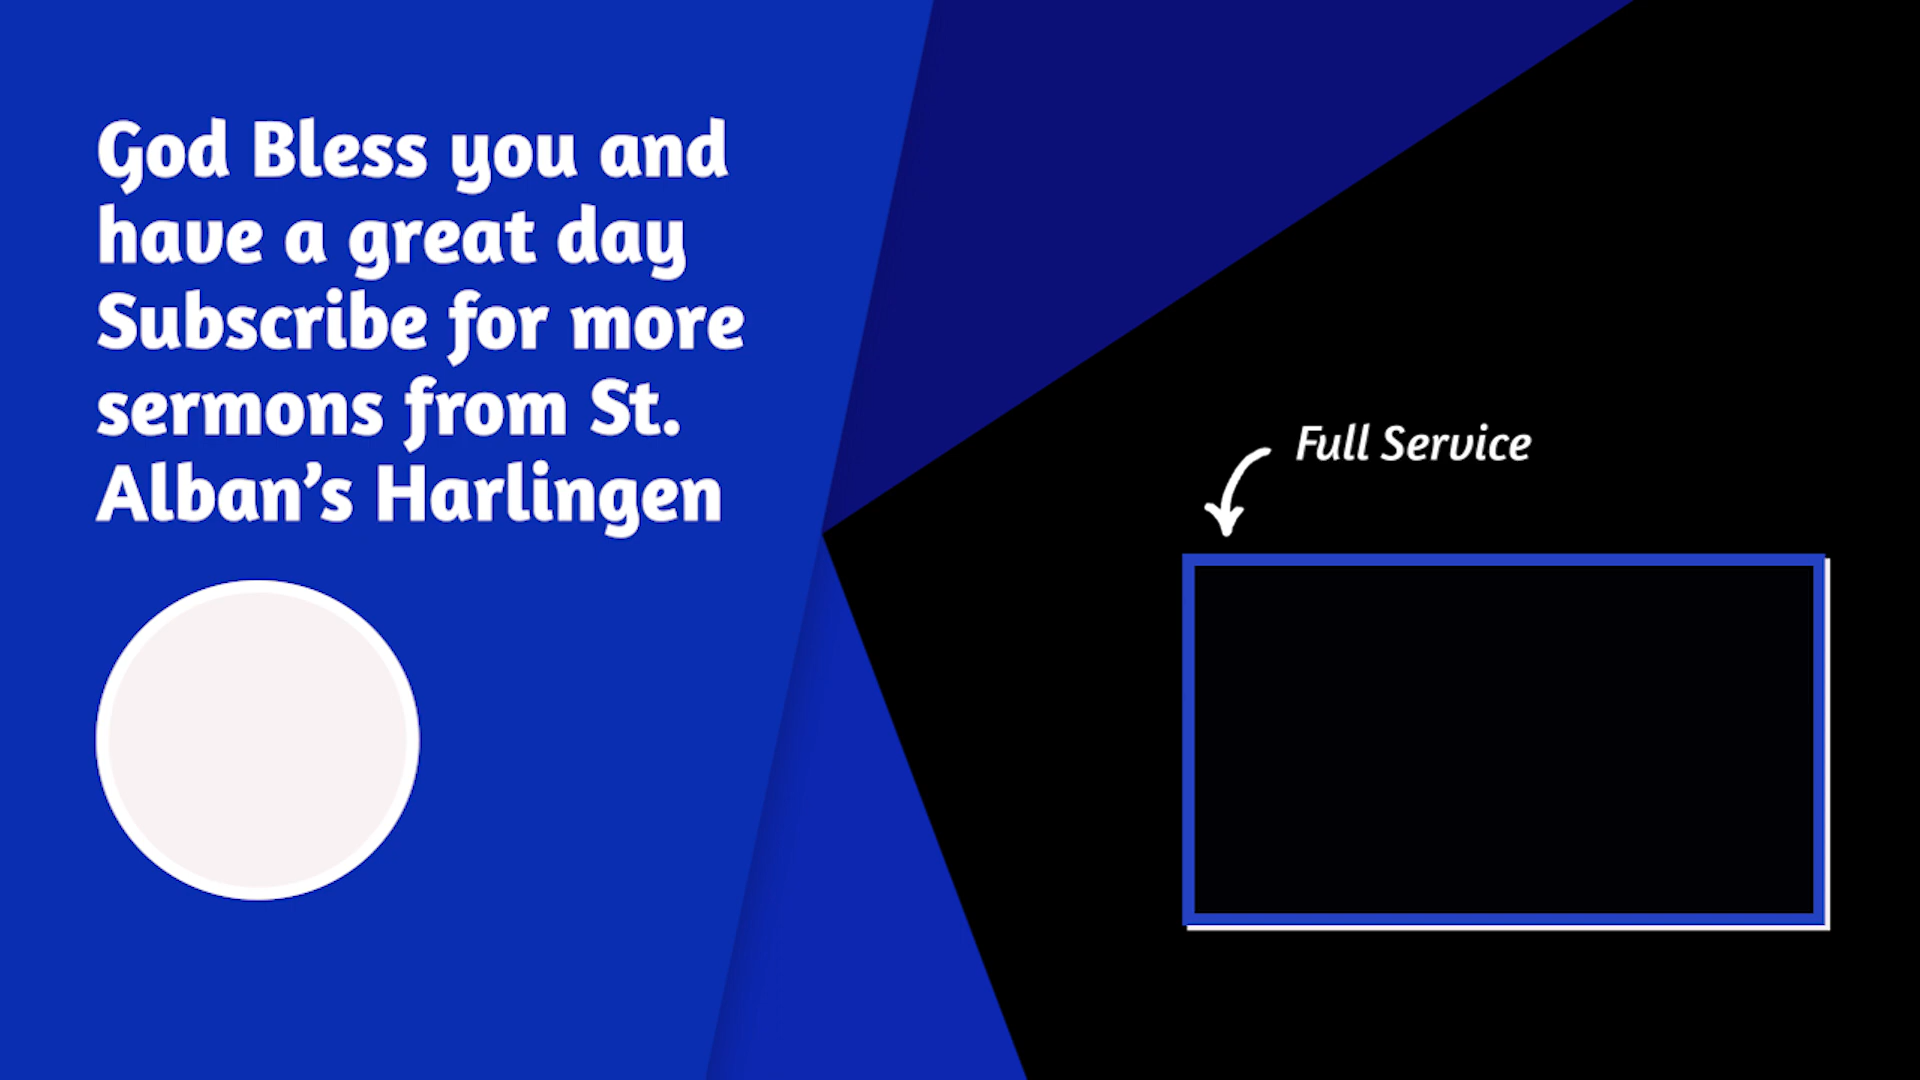 God Bless you and
have a great day
Subscribe for more
sermons from St.
Alban’s Harlingen
Full Service